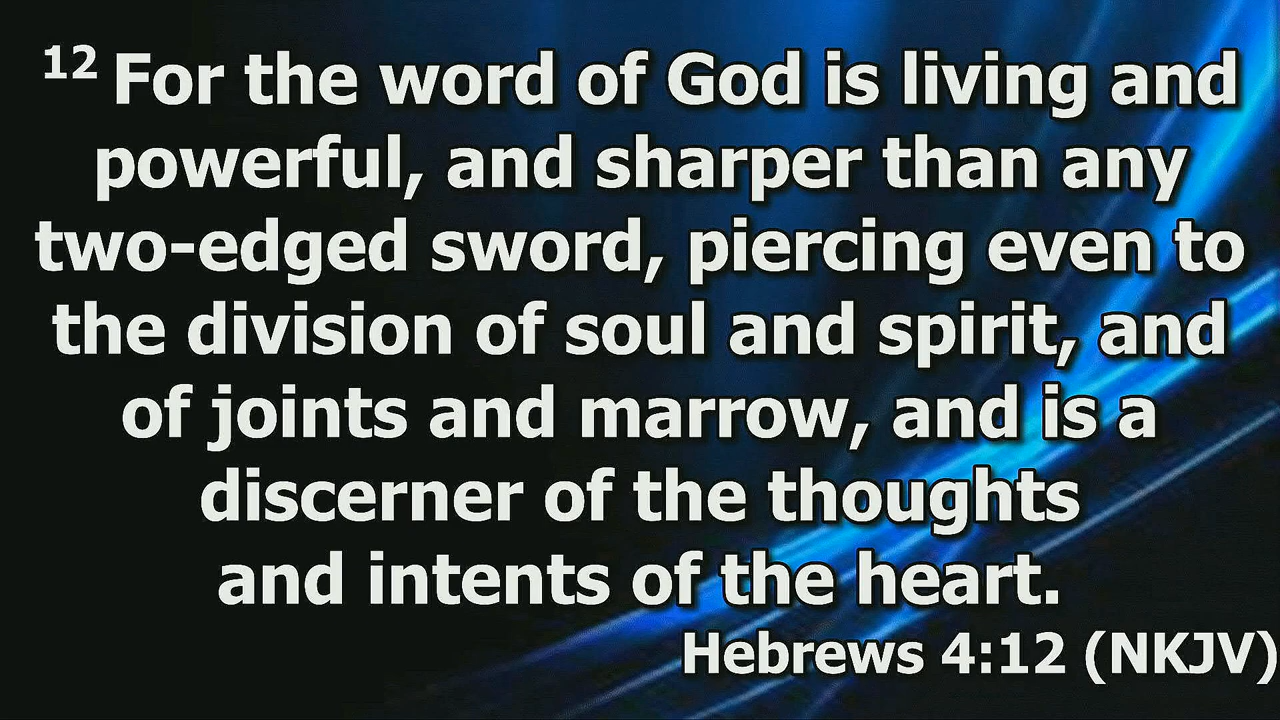 12 For the word of God is living and
powerful, and sharper than any
two-edged sword, piercing even to
the division of soul and spirit, and
of joints and marrow, and is a
discerner of the thoughts
and intents of the heart.
Hebrews 4:12 (NKJV)